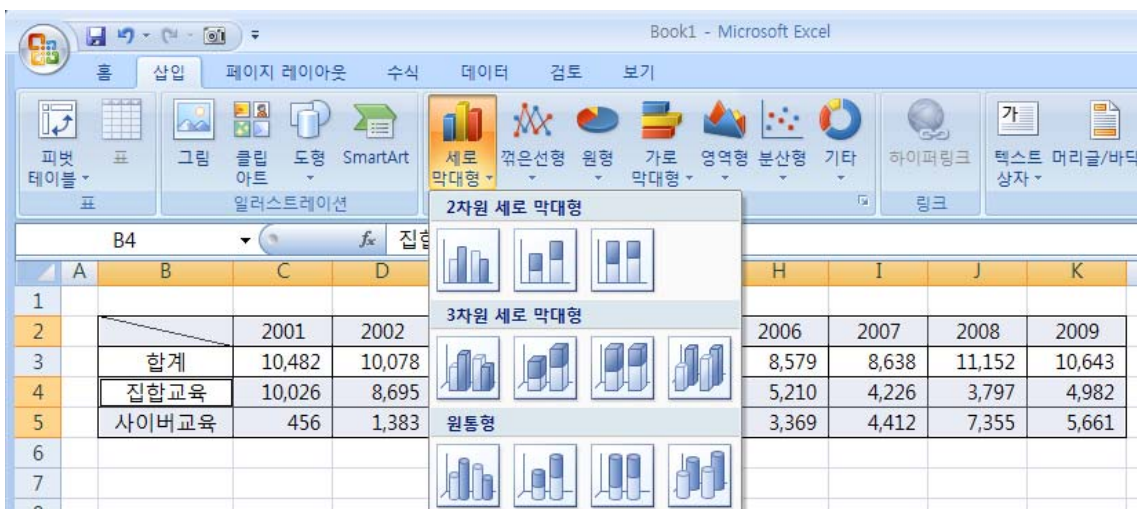 Book1 - Microsoft Excel
홈 삽입 페이지 레이아웃 수식 데이터 검토 보기
피벗 테이블 표 그림 클립 아트 도형 SmartArt 세로 막대형 꺾은선형 원형 가로 막대형 영역형 분산형 기타 하이퍼링크 텍스트 상자 머리글/바닥
표 일러스트레이션 링크
2차원 세로 막대형
B4 fx 집합
A B C D H I J K
1
3차원 세로 막대형
2 2001 2002 2006 2007 2008 2009
3 합계 10,482 10,078 8,579 8,638 11,152 10,643
4 집합교육 10,026 8,695 5,210 4,226 3,797 4,982
5 사이버교육 456 1,383 3,369 4,412 7,355 5,661
원통형
6
7